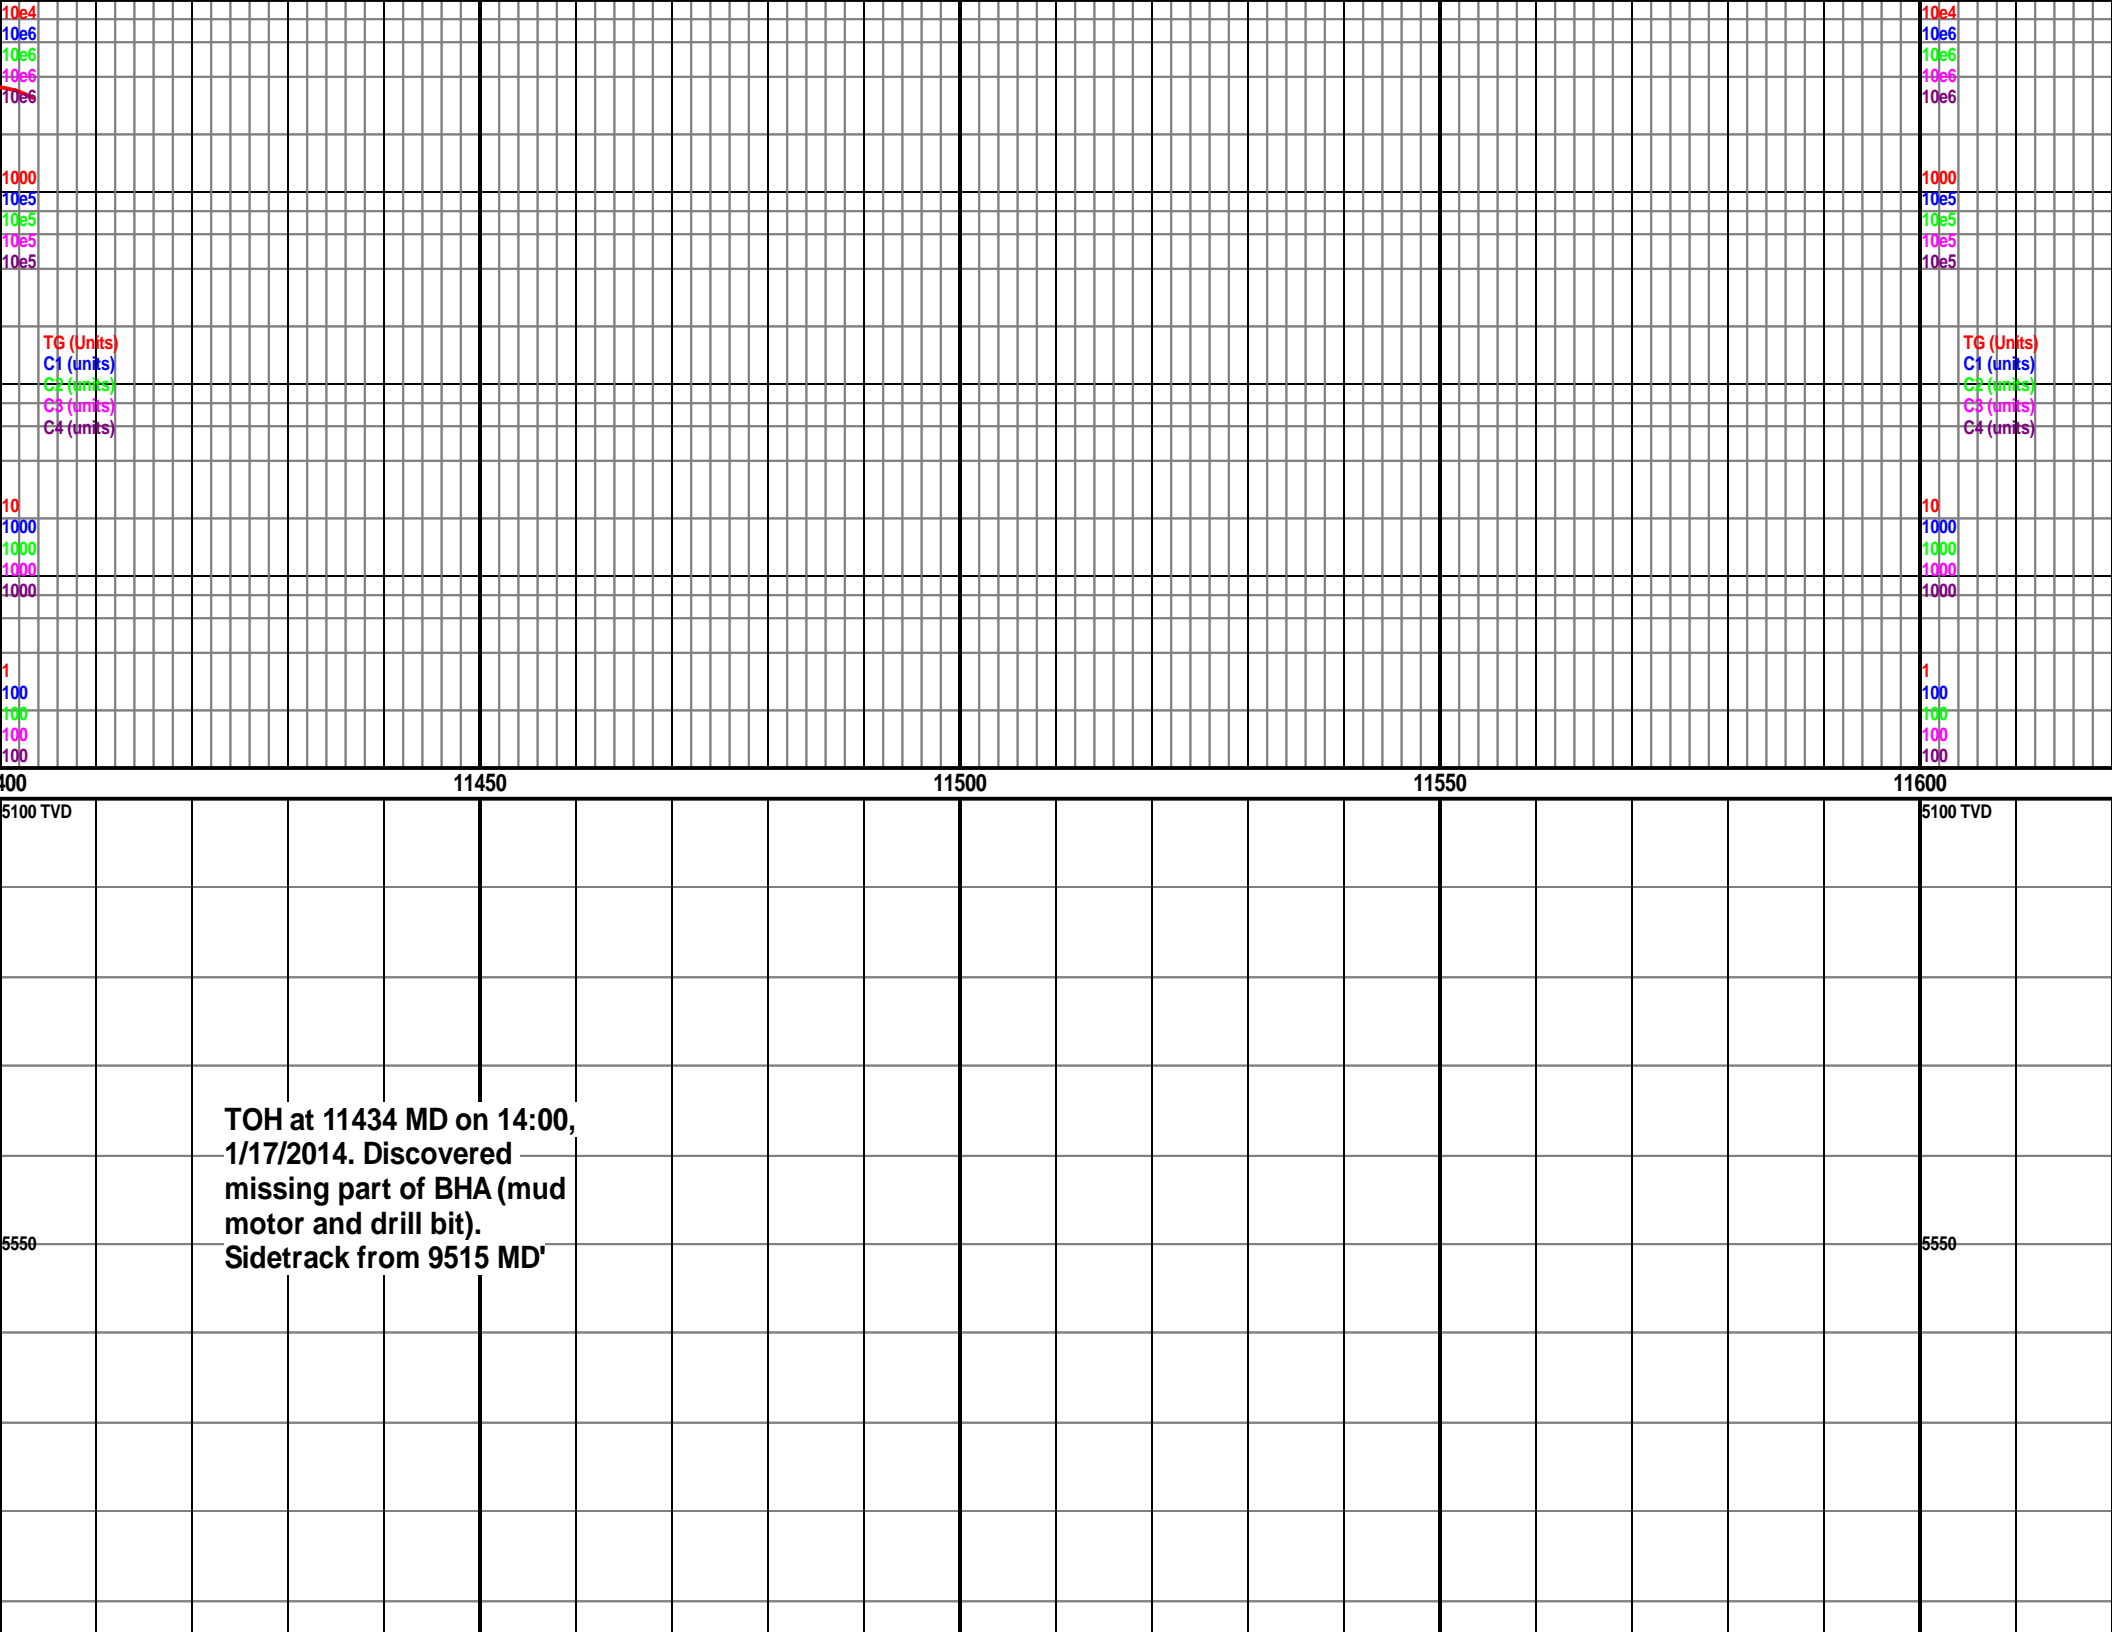 10e4 10e4
10e6 10e6
10e6 10e6
10e6 10e6
10e6 10e6
1000 1000
10e5 10e5
10e5 10e5
10e5 10e5
10e5 10e5
TG (Units) TG (Units)
C1 (units) C1 (units)
C2 (units) C2 (units)
C3 (units) C3 (units)
C4 (units) C4 (units)
10 10
1000 1000
1000 1000
1000 1000
1000 1000
1 1
100 100
100 100
100 100
100 100
400 11450 11500 11550 11600
5100 TVD 5100 TVD
TOH at 11434 MD on 14:00,
1/17/2014. Discovered
missing part of BHA (mud
motor and drill bit).
5550 5550
Sidetrack from 9515 MD'